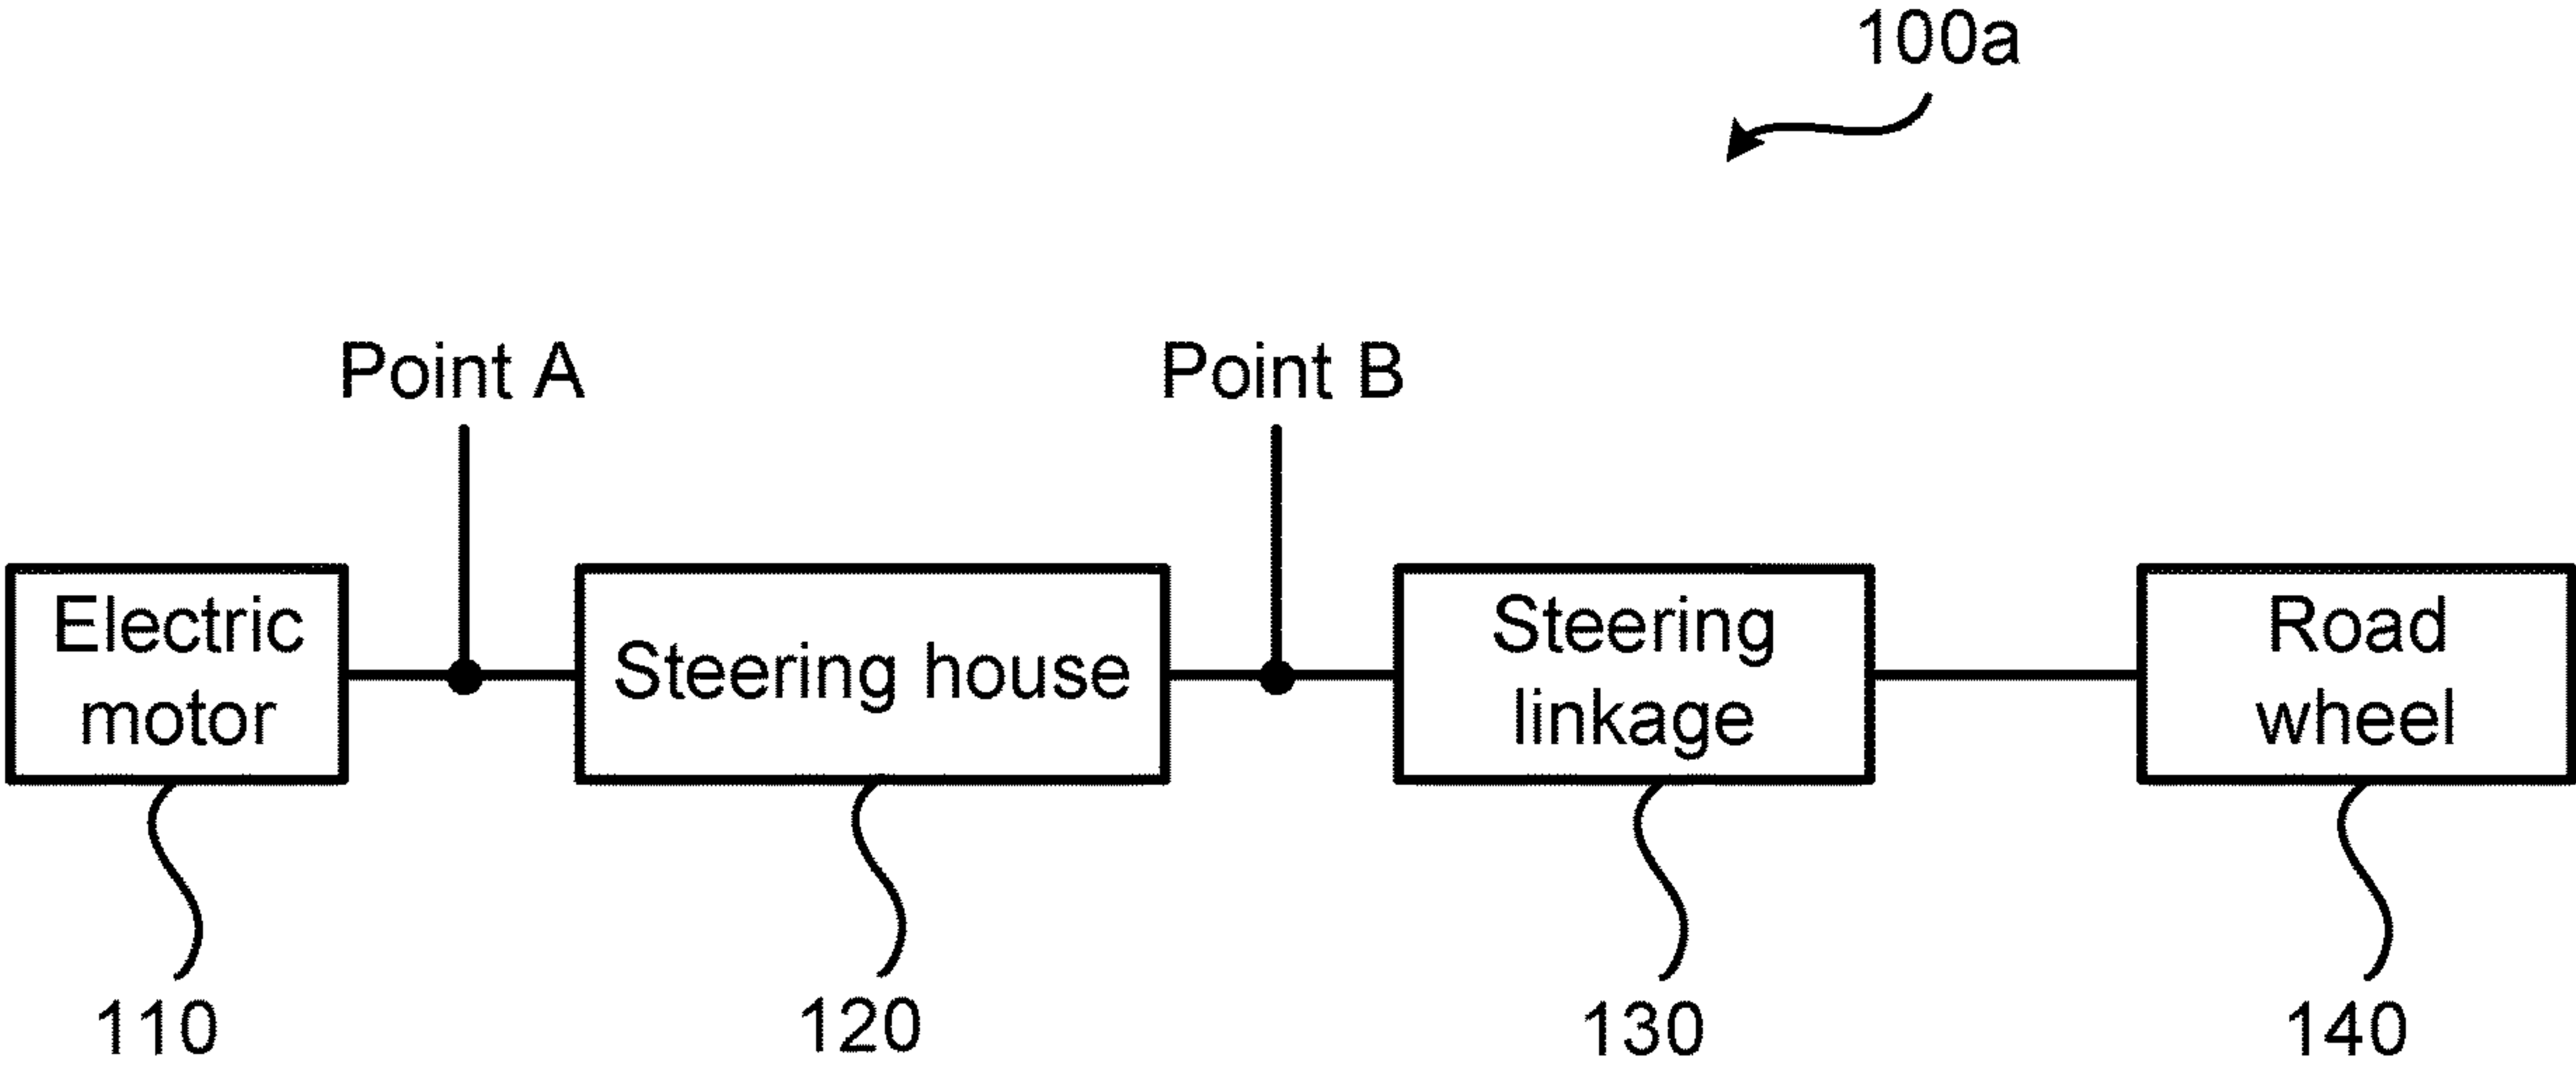 100a
Point A
Point B
Electric
motor
Steering house
Steering
linkage
Road
wheel
110
120
130
140